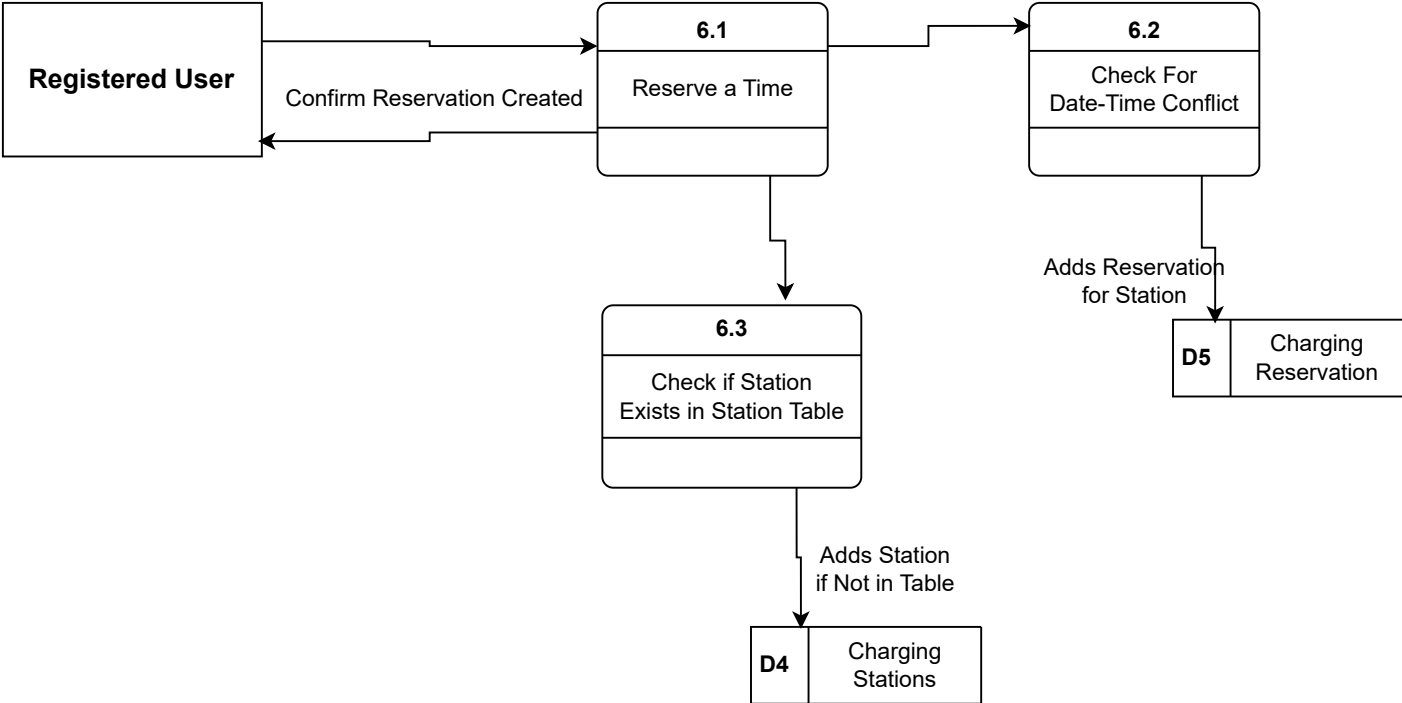 Registered User
Confirm Reservation Created
6.1
Reserve a Time
6.2
Check For
Date-Time Conflict
Adds Reservation
for Station
D5
Charging
Reservation
6.3
Check if Station
Exists in Station Table
Adds Station
if Not in Table
D4
Charging
Stations